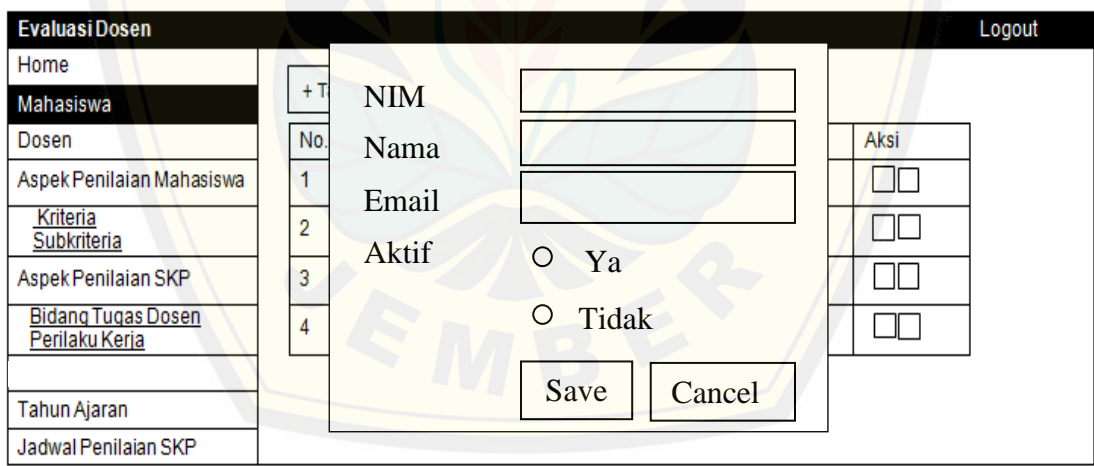 Evaluasi Dosen
Logout
Home
Mahasiswa
Dosen
Aspek Penilaian Mahasiswa
Kriteria
Subkriteria
Aspek Penilaian SKP
Bidang Tugas Dosen
Perilaku Kerja
Tahun Ajaran
Jadwal Penilaian SKP
+ T
No.
Aksi
1
2
3
4
NIM
Nama
Email
Aktif
Ya
Tidak
Save
Cancel
JEMBER